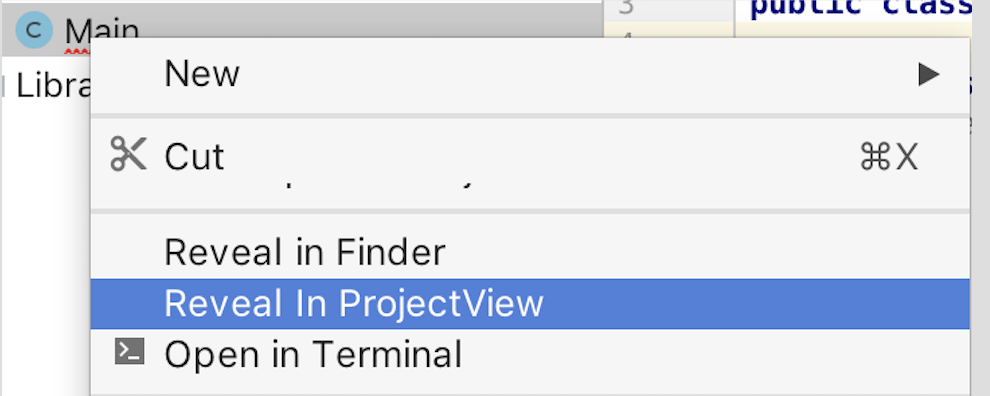 3
public class
C Main
New
Libra
Cut ⌘X
Reveal in Finder
Reveal In ProjectView
Open in Terminal